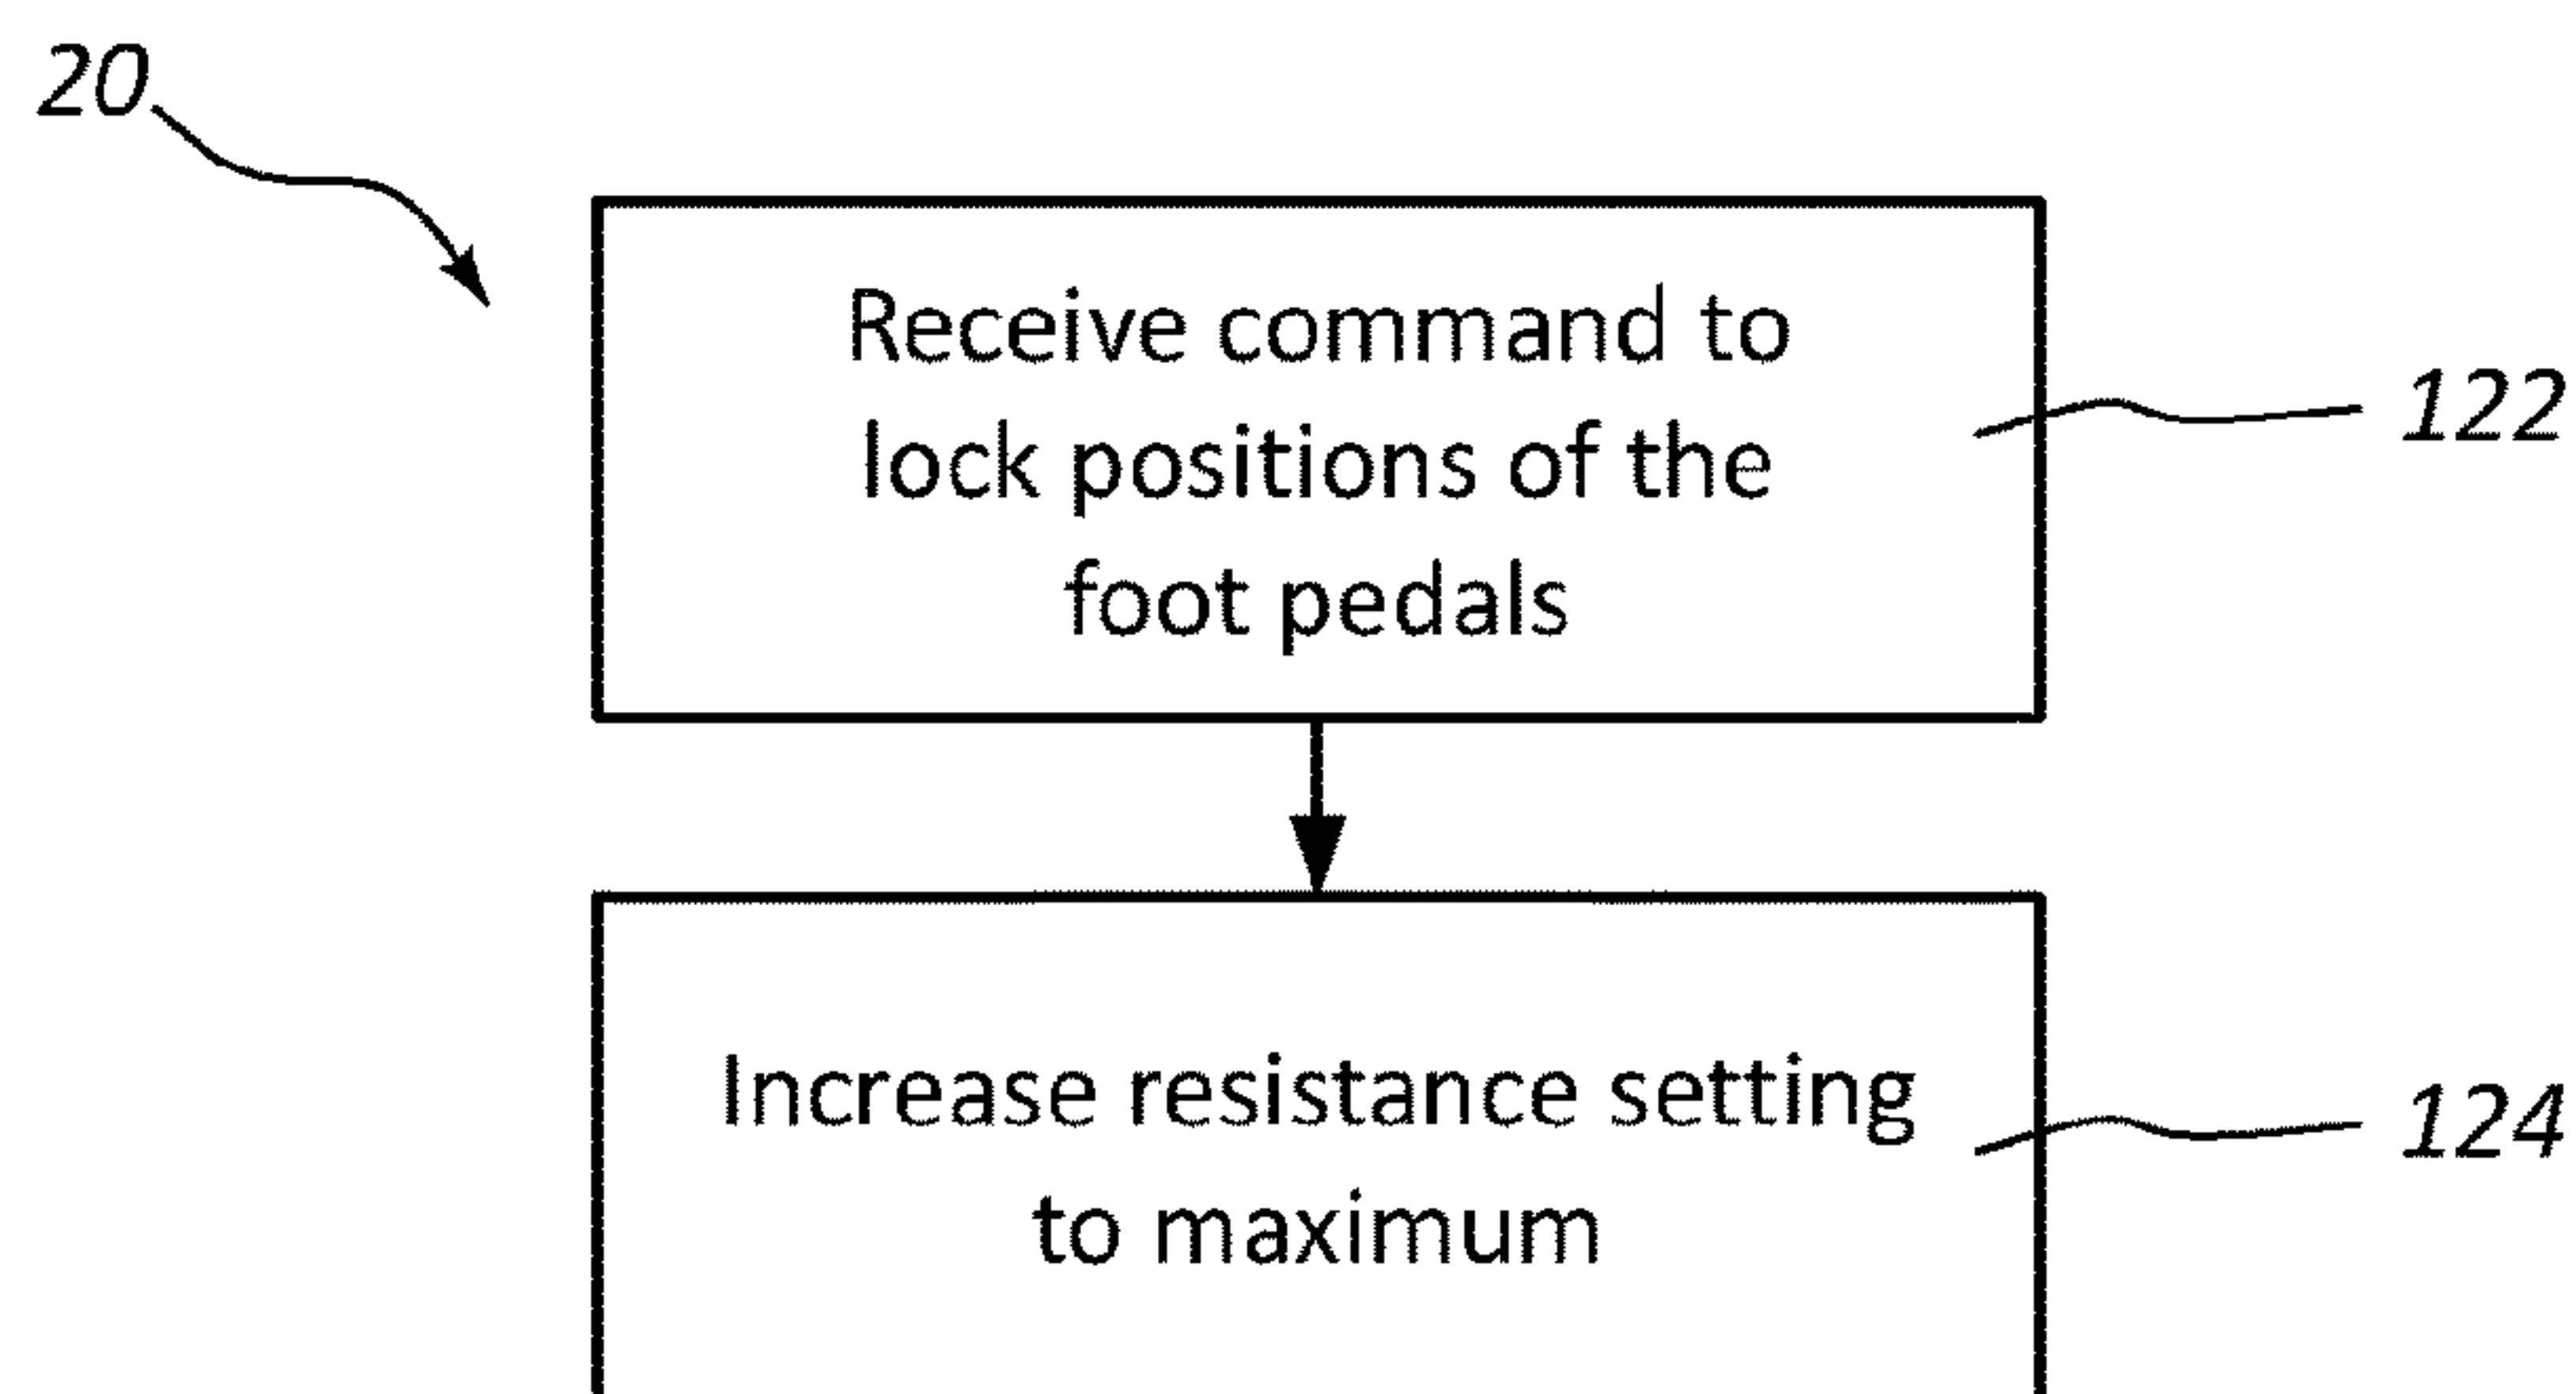 20
Receive command to
lock positions of the
foot pedals
122
Increase resistance setting
to maximum
124